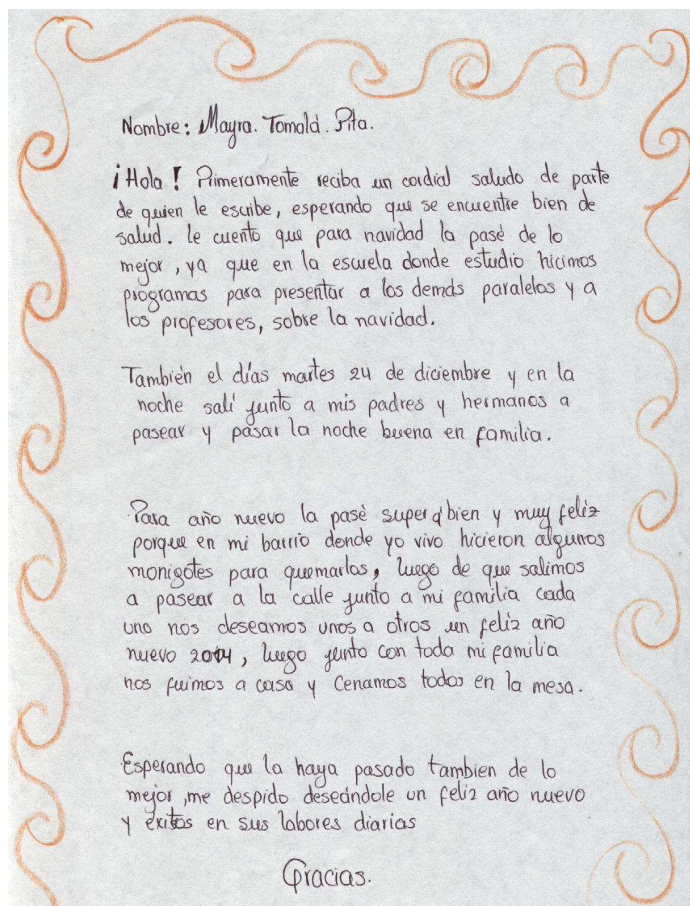 Nombre: Mayra. Tomalá. Pita.
¡Hola! Primeramente reciba un cordial saludo de parte
de quien le escribe, esperando que se encuentre bien de
salud. le cuento que para navidad la pasé de lo
mejor, ya que en la escuela donde estudio hicimos
programas para presentar a los demás paralelos y a
los profesores, sobre la navidad.
También el días martes 24 de diciembre y en la
noche salí junto a mis padres y hermanos a
pasear y pasar la noche buena en familia.
Para año nuevo la pasé super bien y muy feliz
porque en mi barrio donde yo vivo hicieron algunos
monigotes para quemarlos, luego de que salimos
a pasear a la calle junto a mi familia cada
uno nos deseamos unos a otros un feliz año
nuevo 2014, luego junto con toda mi familia
nos fuimos a casa y Cenamos todos en la mesa.
Esperando que la haya pasado tambien de lo
mejor, me despido deseándole un feliz año nuevo
y exitos en sus labores diarias
Gracias.